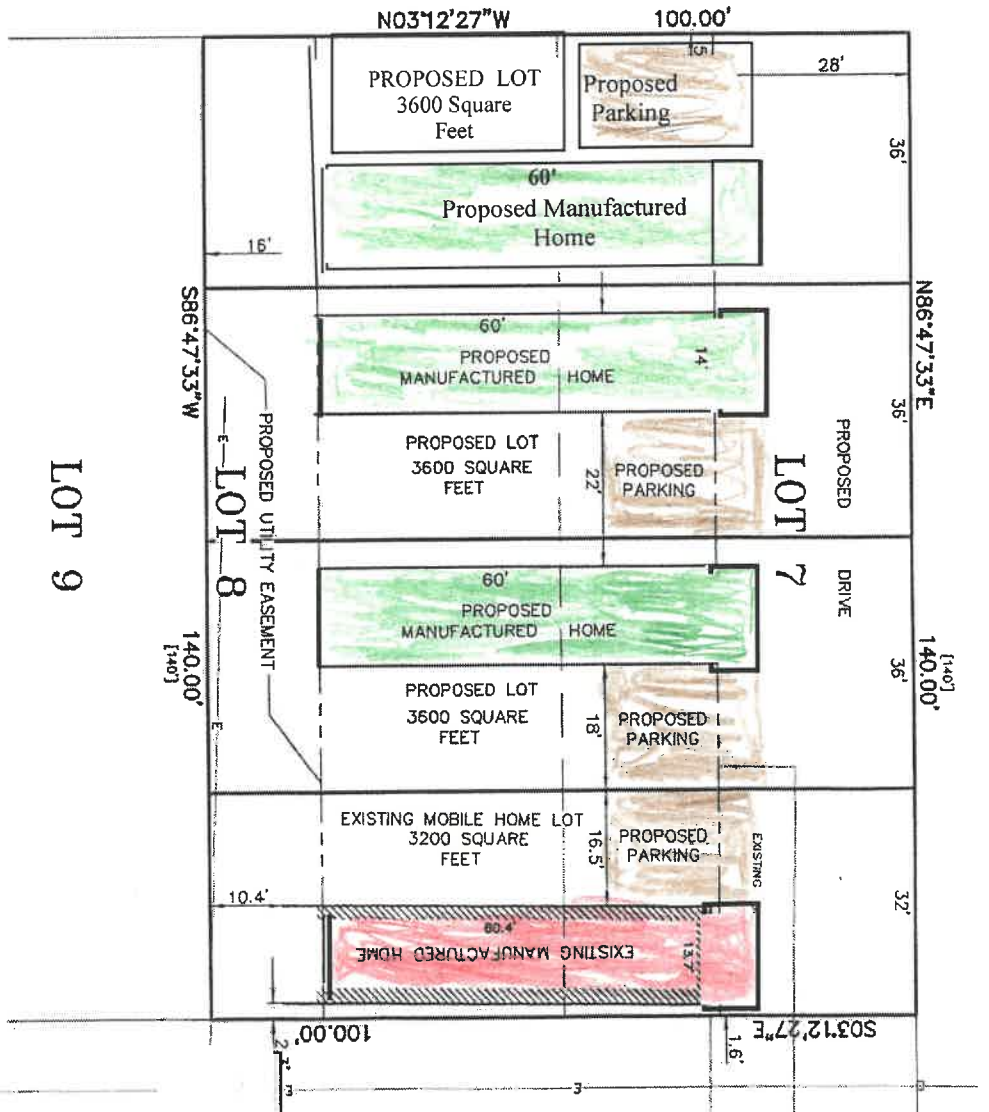 N03°12'27"W
100.00'
5
28'
PROPOSED LOT
3600 Square
Feet
Proposed
Parking
36'
60'
Proposed Manufactured
Home
16'
S86°47'33"W
N86°47'33"E
60'
14'
PROPOSED
MANUFACTURED HOME
36'
PROPOSED LOT
3600 SQUARE
FEET
22'
PROPOSED
PARKING
PROPOSED
DRIVE
LOT 7
LOT 8
LOT 9
E
PROPOSED UTILITY EASEMENT
60'
PROPOSED
MANUFACTURED HOME
36'
140.00'
[140']
140.00'
[140']
PROPOSED LOT
3600 SQUARE
FEET
18'
PROPOSED
PARKING
E
EXISTING MOBILE HOME LOT
3200 SQUARE
FEET
16.5'
PROPOSED
PARKING
EXISTING
32'
10.4'
60.4'
13.7'
EXISTING MANUFACTURED HOME
100.00'
S03°12'27"E
1.6'
E
E